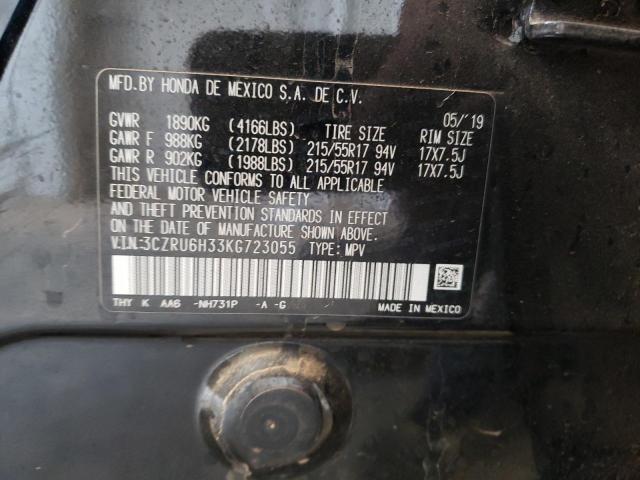 MFD. BY HONDA DE MEXICO S.A. DE C.V.
05/'19
GVWR 1890KG (4166LBS) TIRE SIZE RIM SIZE
GAWR F 988KG (2178LBS) 215/55R17 94V 17X7.5J
GAWR R 902KG (1988LBS) 215/55R17 94V 17X7.5J
THIS VEHICLE CONFORMS TO ALL APPLICABLE
FEDERAL MOTOR VEHICLE SAFETY
AND THEFT PREVENTION STANDARDS IN EFFECT
ON THE DATE OF MANUFACTURE SHOWN ABOVE.
V.I.N.:3CZRU6H33KG723055 TYPE: MPV
THY K AA6 -NH731P -A -G MADE IN MEXICO